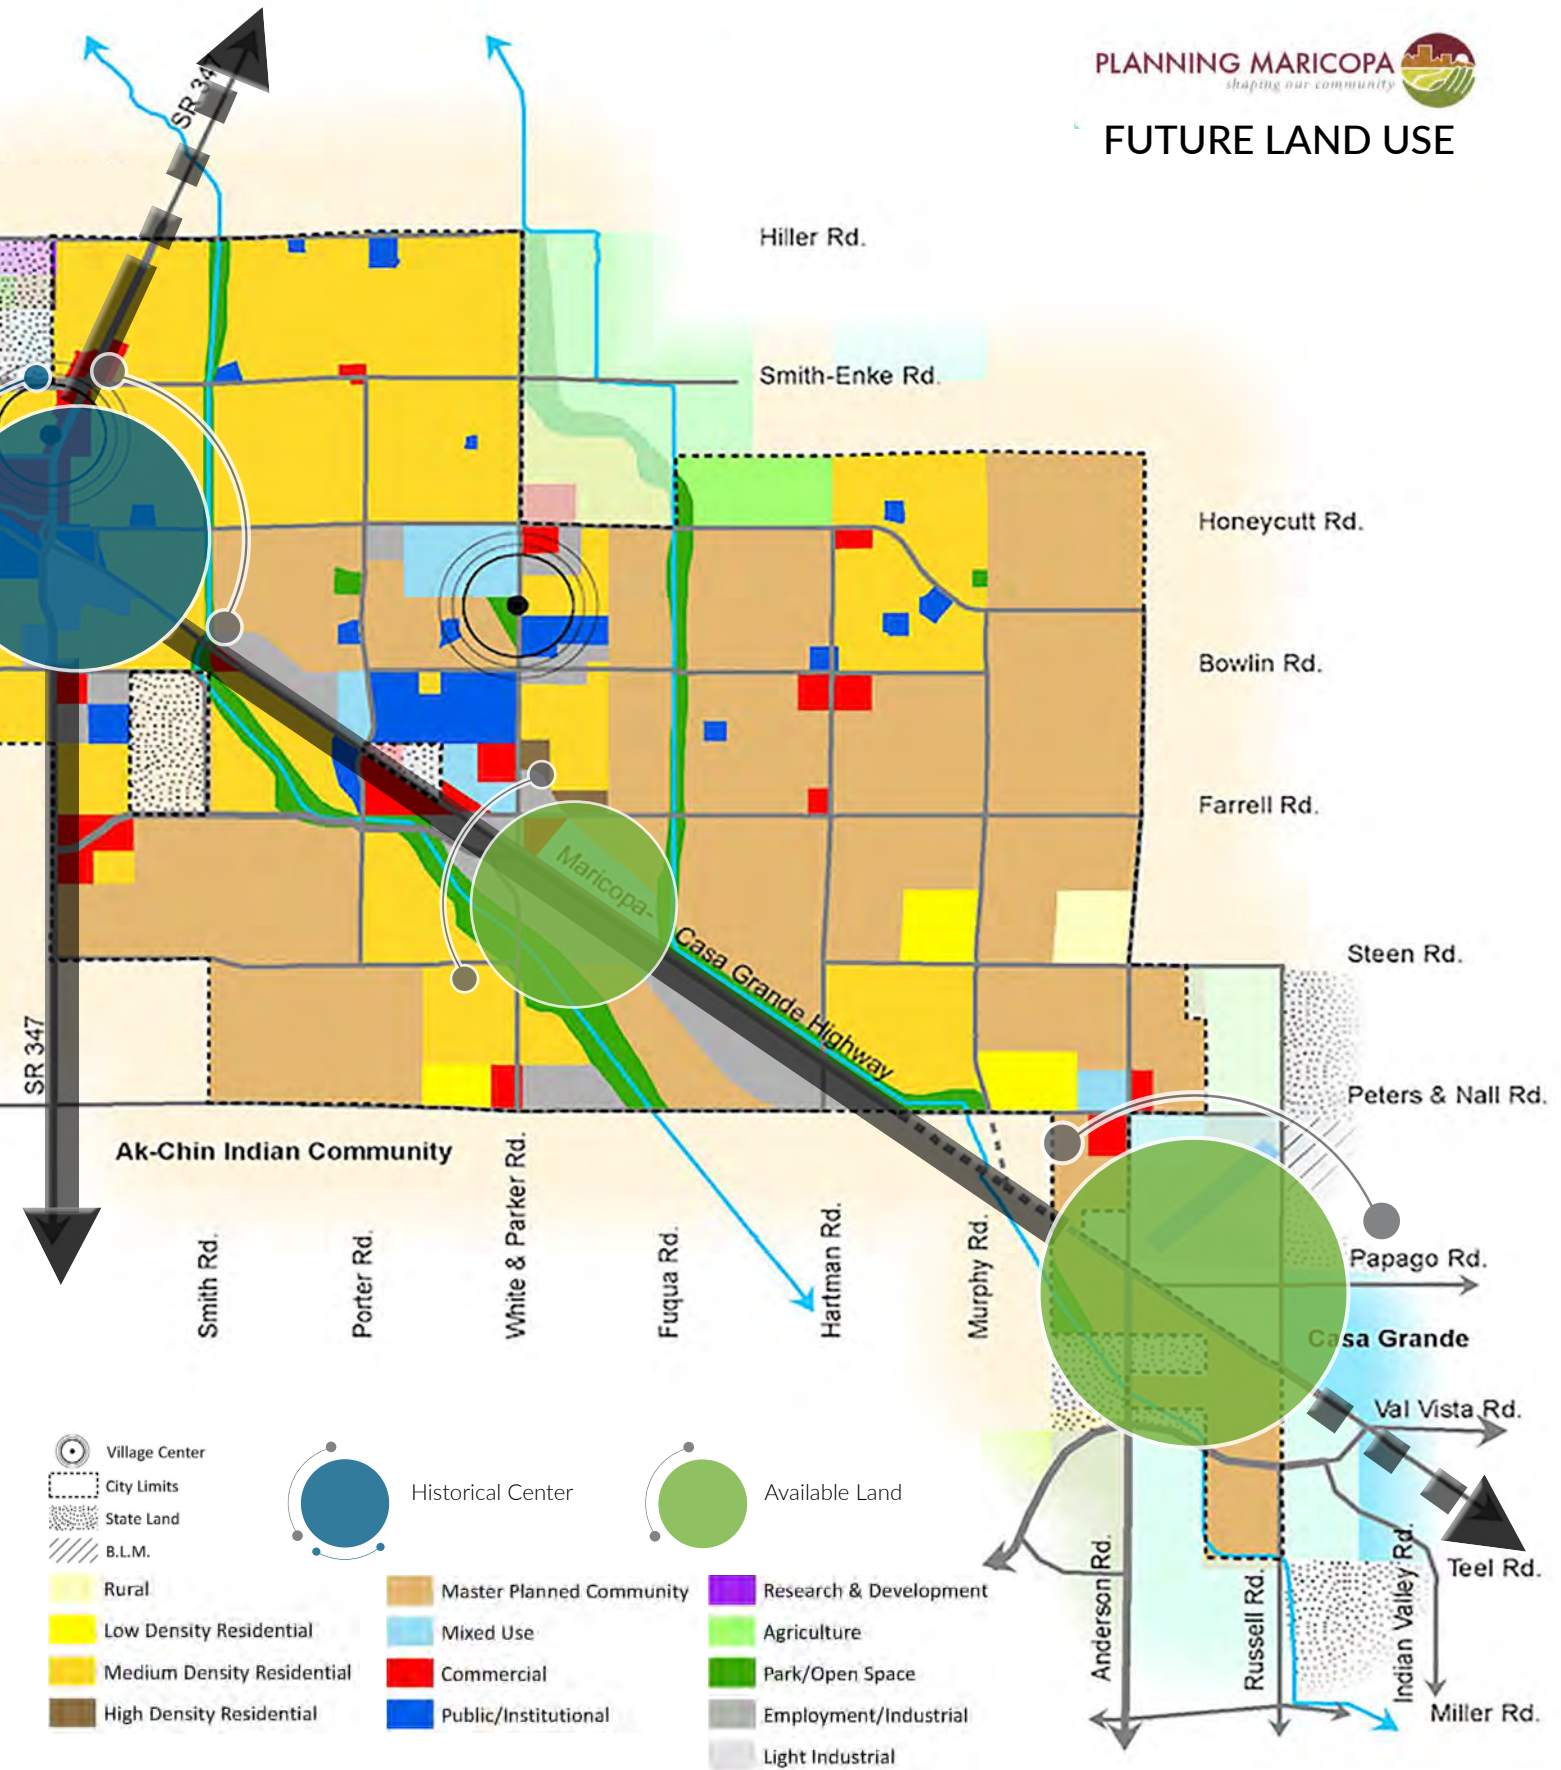 PLANNING MARICOPA
shaping our community
FUTURE LAND USE
SR 347
Hiller Rd.
Smith-Enke Rd.
Honeycutt Rd.
Bowlin Rd.
Farrell Rd.
Maricopa-
Casa Grande Highway
Steen Rd.
SR 347
Peters & Nall Rd.
Ak-Chin Indian Community
Smith Rd.
Porter Rd.
White & Parker Rd.
Fuqua Rd.
Hartman Rd.
Murphy Rd.
Papago Rd.
Casa Grande
Val Vista Rd.
Teel Rd.
Anderson Rd.
Russell Rd.
Indian Valley Rd.
Miller Rd.
Village Center
City Limits
State Land
B.L.M.
Historical Center
Available Land
Rural
Low Density Residential
Medium Density Residential
High Density Residential
Master Planned Community
Mixed Use
Commercial
Public/Institutional
Research & Development
Agriculture
Park/Open Space
Employment/Industrial
Light Industrial